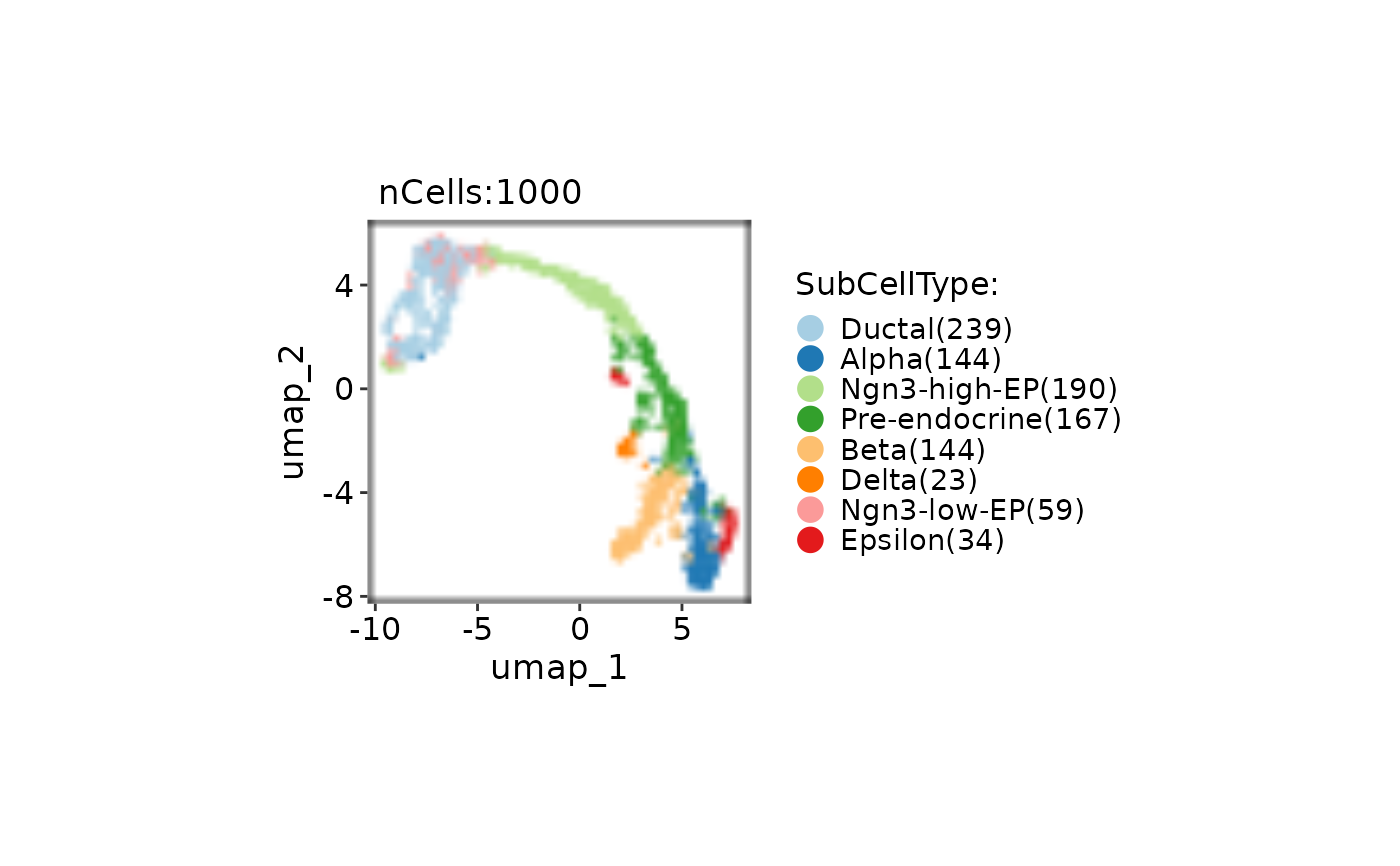 nCells:1000
umap_2
4
0
-4
-8
-10 -5 0 5
umap_1
SubCellType:
Ductal(239)
Alpha(144)
Ngn3-high-EP(190)
Pre-endocrine(167)
Beta(144)
Delta(23)
Ngn3-low-EP(59)
Epsilon(34)